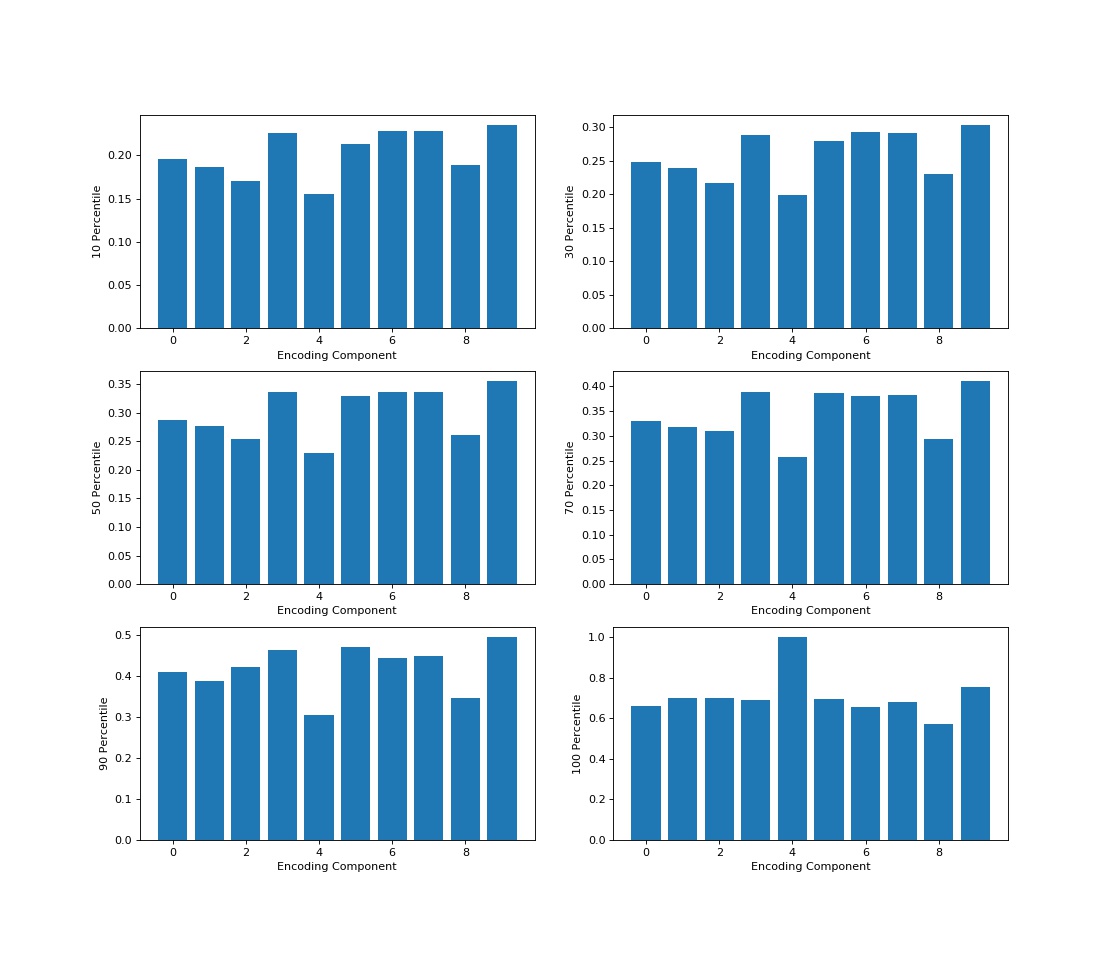 0.20
0.15
0.10
0.05
0.00
10 Percentile
0 2 4 6 8
Encoding Component
0.30
0.25
0.20
0.15
0.10
0.05
0.00
30 Percentile
0 2 4 6 8
Encoding Component
0.35
0.30
0.25
0.20
0.15
0.10
0.05
0.00
50 Percentile
0 2 4 6 8
Encoding Component
0.40
0.35
0.30
0.25
0.20
0.15
0.10
0.05
0.00
70 Percentile
0 2 4 6 8
Encoding Component
0.5
0.4
0.3
0.2
0.1
0.0
90 Percentile
0 2 4 6 8
Encoding Component
1.0
0.8
0.6
0.4
0.2
0.0
100 Percentile
0 2 4 6 8
Encoding Component